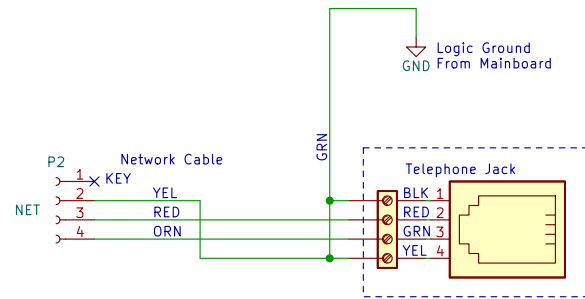 Logic Ground
GND From Mainboard
GRN
P2
Network Cable
Telephone Jack
1 KEY
NET
2 YEL
3 RED
4 ORN
BLK 1
RED 2
GRN 3
YEL 4